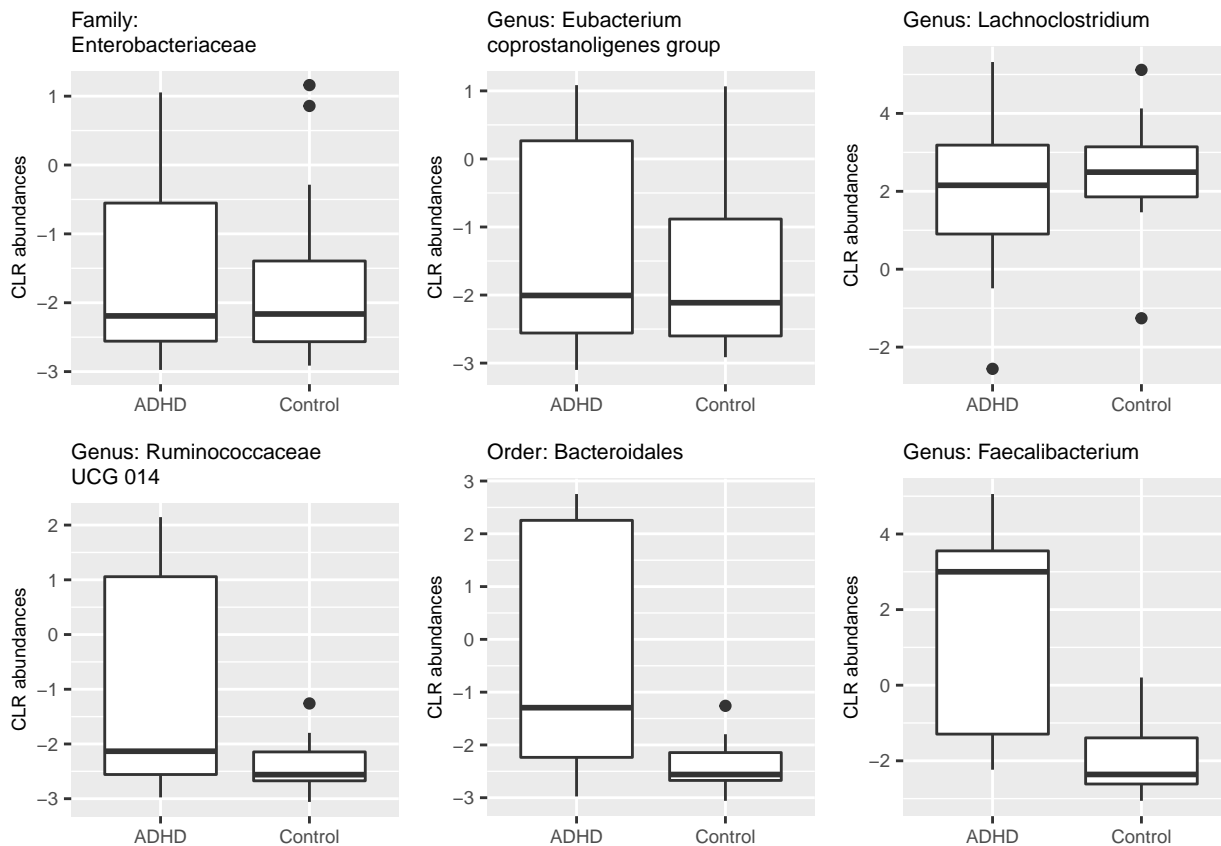 Family:
Enterobacteriaceae
CLR abundances
1
0
−1
−2
−3
ADHD
Control
Genus: Eubacterium
coprostanoligenes group
CLR abundances
1
0
−1
−2
−3
ADHD
Control
Genus: Lachnoclostridium
CLR abundances
4
2
0
−2
ADHD
Control
Genus: Ruminococcaceae
UCG 014
CLR abundances
2
1
0
−1
−2
−3
ADHD
Control
Order: Bacteroidales
CLR abundances
3
2
1
0
−1
−2
−3
ADHD
Control
Genus: Faecalibacterium
CLR abundances
4
2
0
−2
ADHD
Control